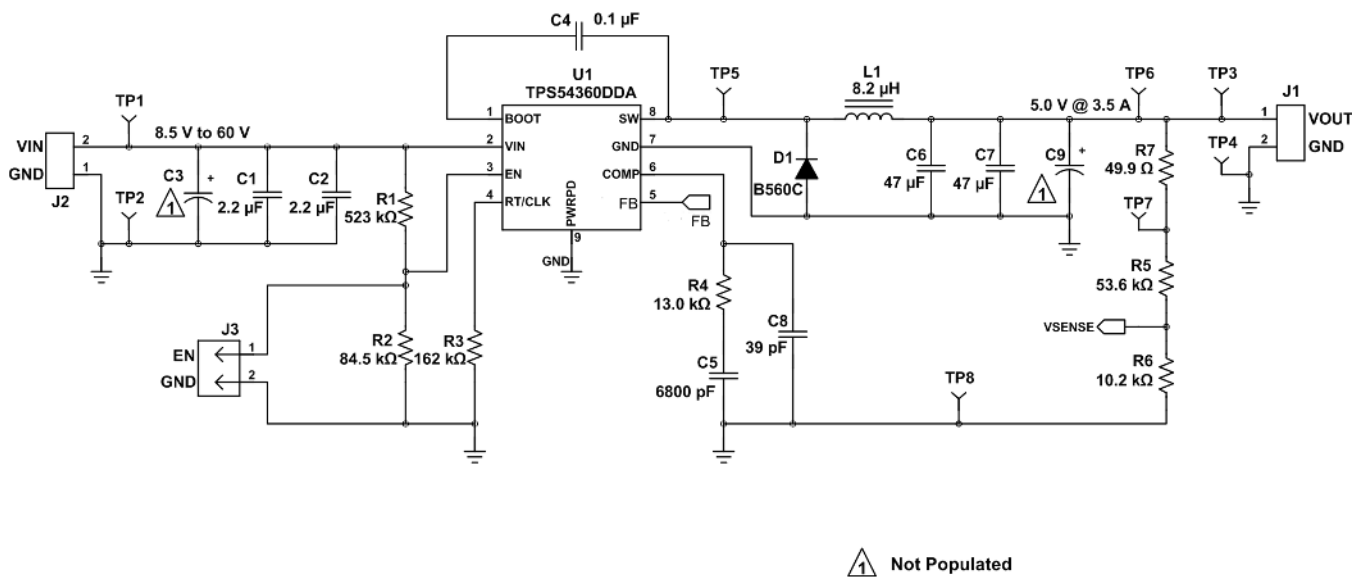 C4
0.1 µF
U1
TPS54360DDA
TP1
8.5 V to 60 V
VIN
2
GND
1
J2
TP2
C3
+
1
C1
2.2 µF
C2
2.2 µF
R1
523 kΩ
1
BOOT
2
VIN
3
EN
4
RT/CLK
PWRPD
9
GND
SW
8
GND
7
COMP
6
FB
5
FB
TP5
L1
8.2 µH
5.0 V @ 3.5 A
TP6
TP3
J1
1
VOUT
2
GND
TP4
D1
B560C
C6
47 µF
C7
47 µF
C9
+
1
R7
49.9 Ω
TP7
R5
53.6 kΩ
VSENSE
R6
10.2 kΩ
J3
EN
1
GND
2
R2
84.5 kΩ
R3
162 kΩ
R4
13.0 kΩ
C8
39 pF
C5
6800 pF
TP8
1
Not Populated